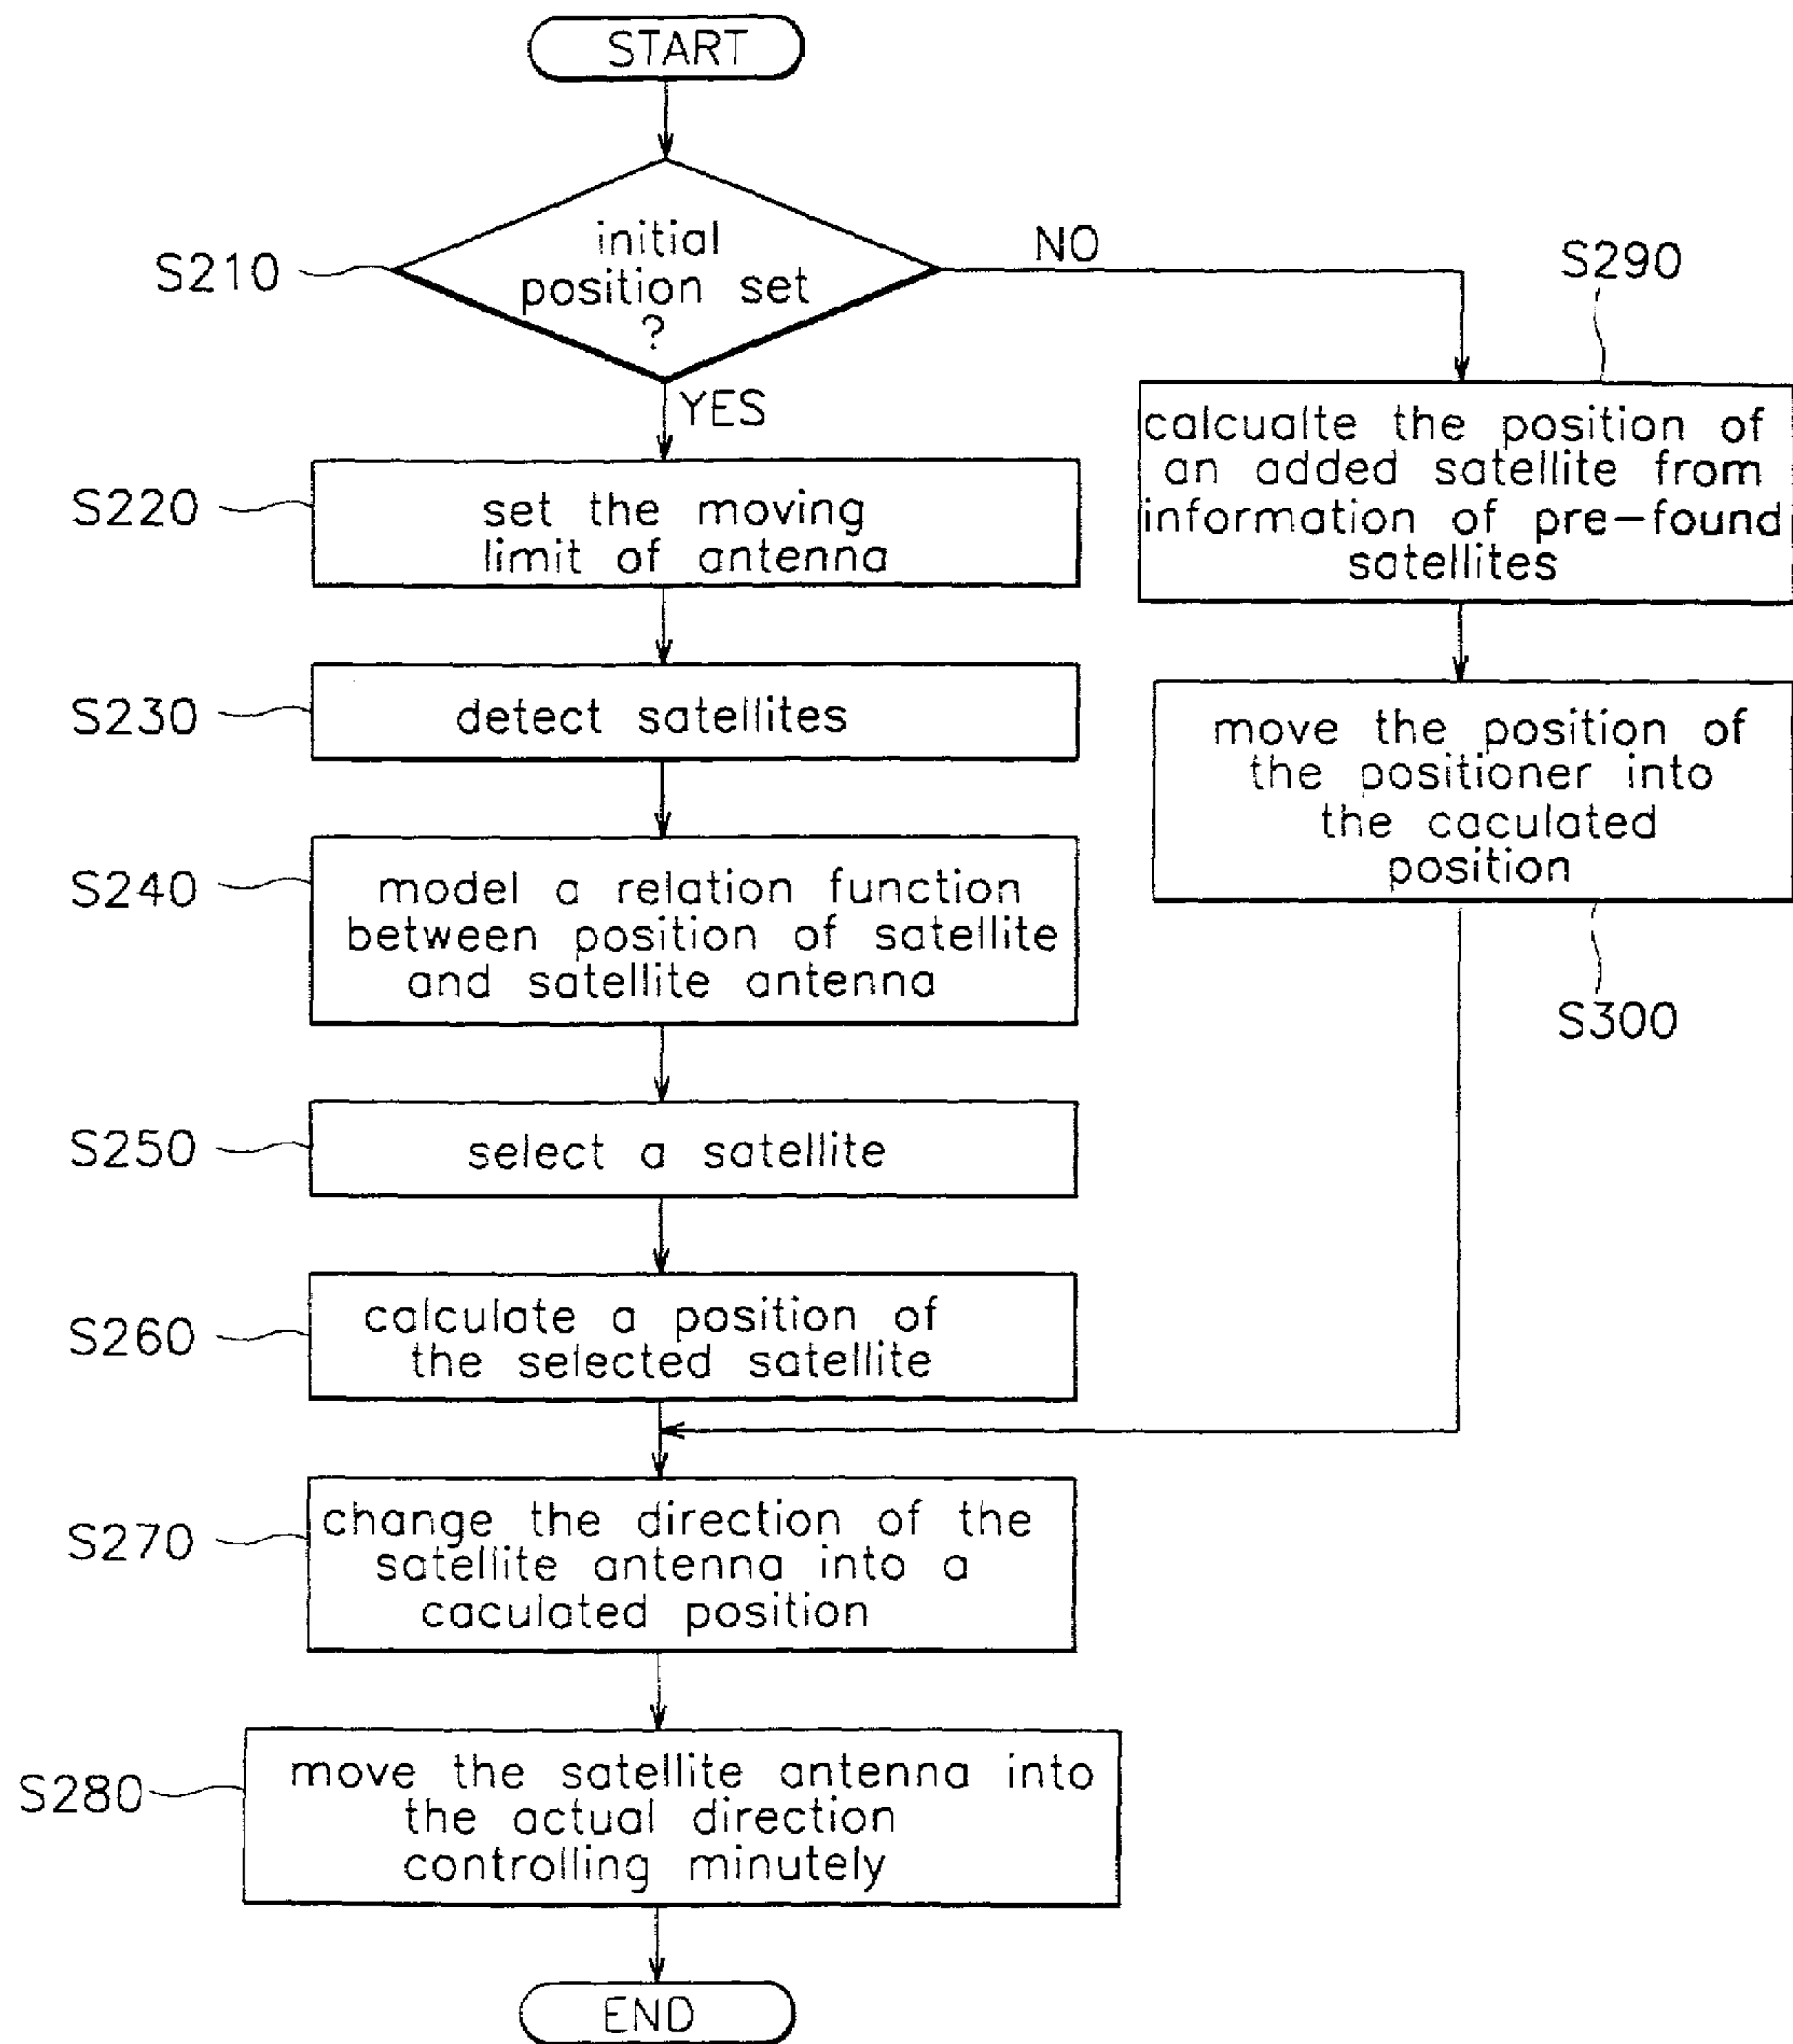 START
S210
initial
position set
?
NO
YES
S290
calcualte the position of
an added satellite from
information of pre-found
satellites
S220
set the moving
limit of antenna
S230
detect satellites
move the position of
the positioner into
the caculated
position
S300
S240
model a relation function
between position of satellite
and satellite antenna
S250
select a satellite
S260
calculate a position of
the selected satellite
S270
change the direction of the
satellite antenna into a
caculated position
S280
move the satellite antenna into
the actual direction
controlling minutely
END